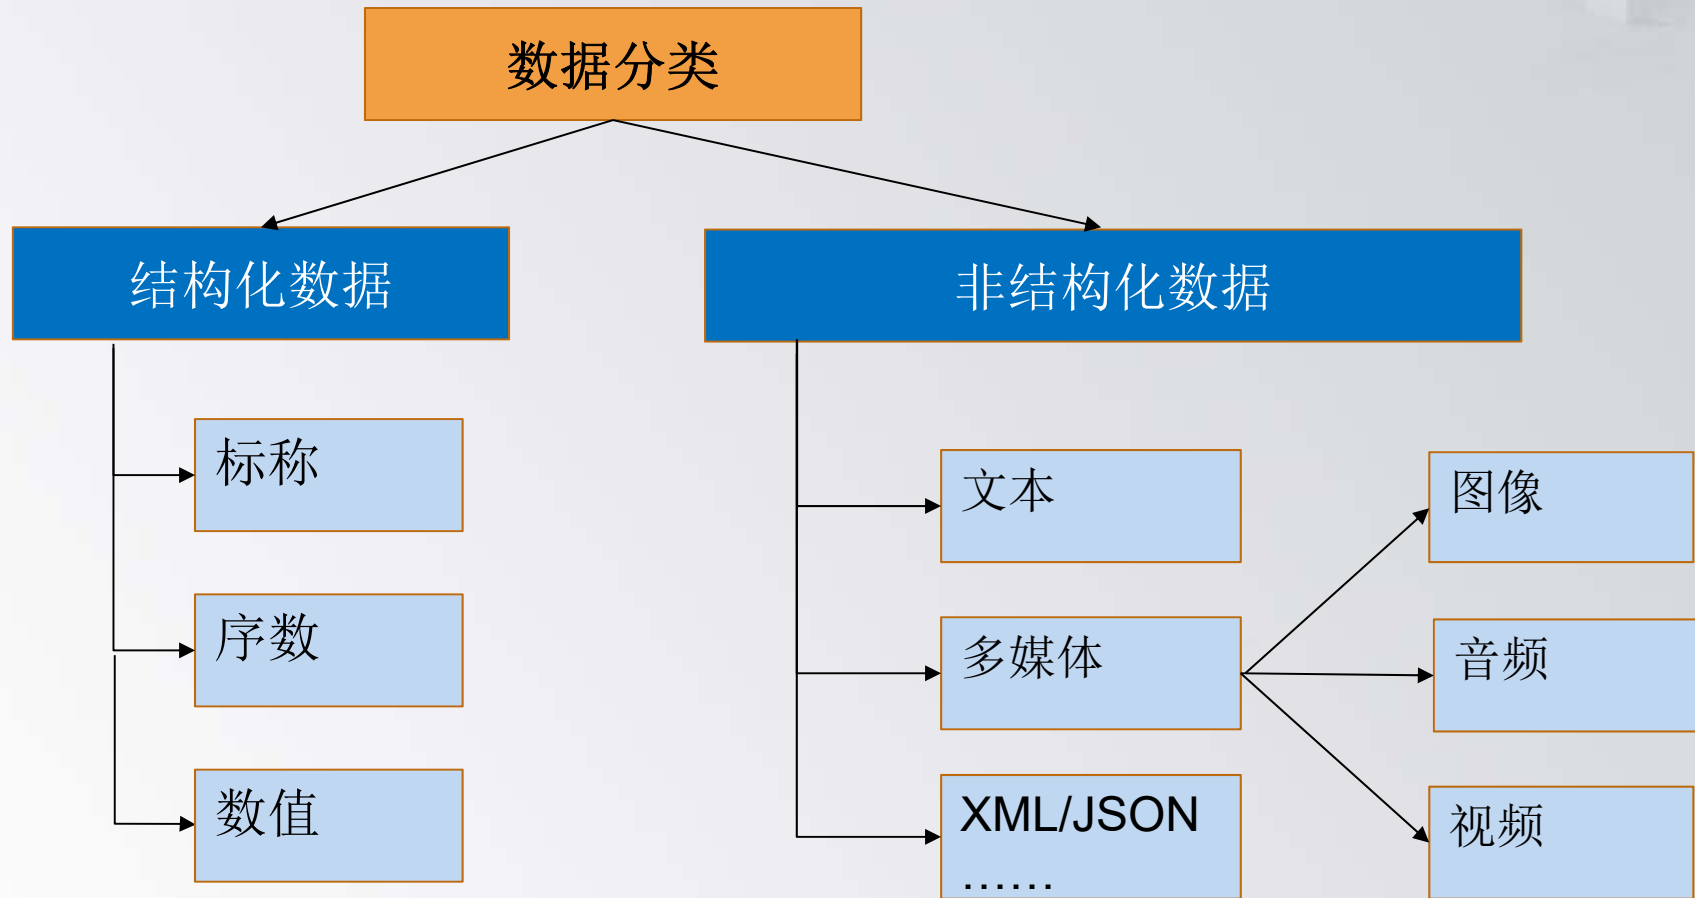 数据分类
结构化数据
非结构化数据
标称
序数
数值
文本
多媒体
XML/JSON
……
图像
音频
视频